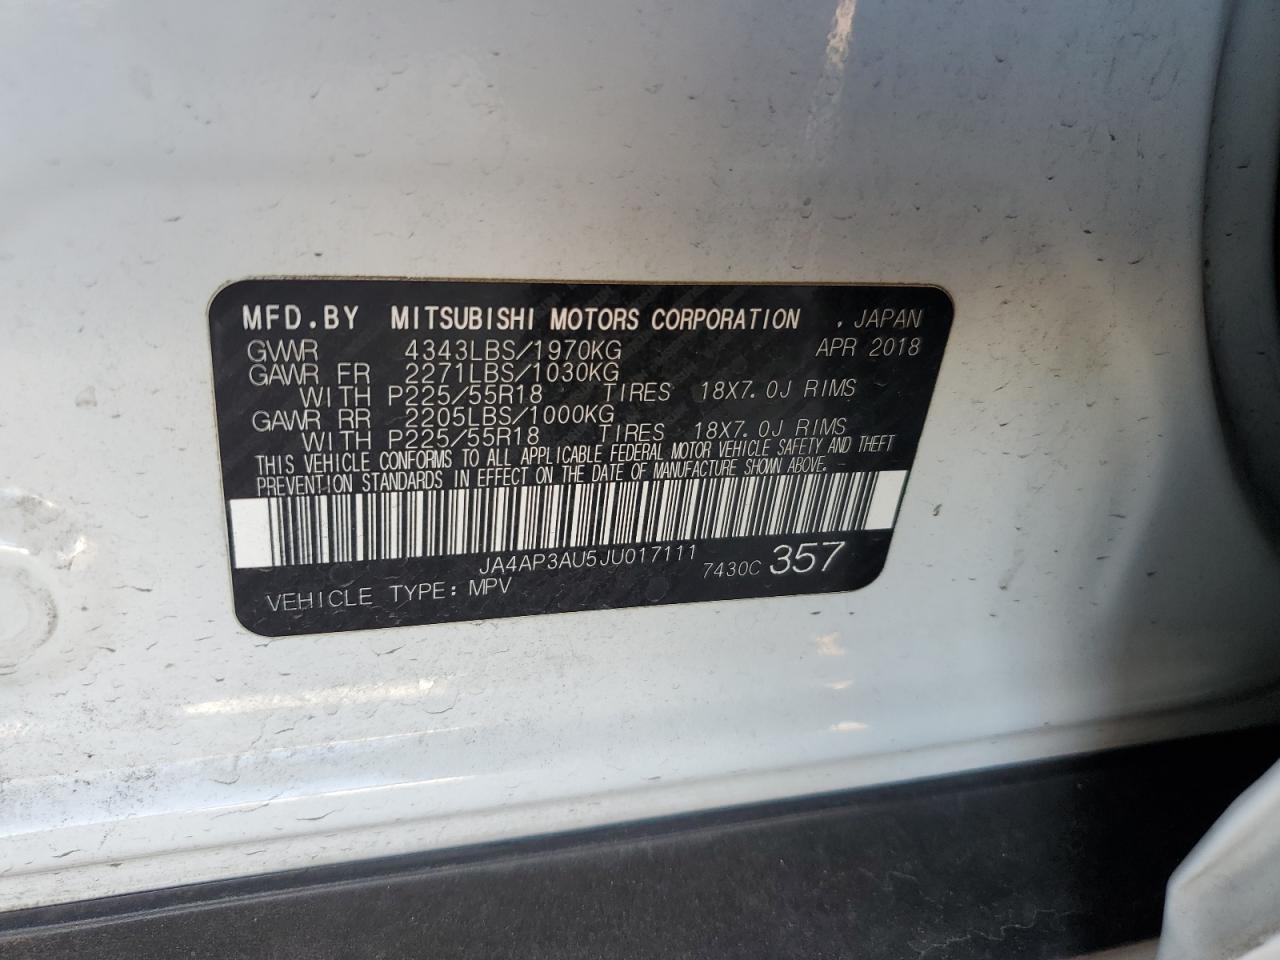 MFD.BY MITSUBISHI MOTORS CORPORATION , JAPAN
GVWR 4343LBS/1970KG APR 2018
GAWR FR 2271LBS/1030KG
WITH P225/55R18 TIRES 18X7.0J RIMS
GAWR RR 2205LBS/1000KG
WITH P225/55R18 TIRES 18X7.0J RIMS
THIS VEHICLE CONFORMS TO ALL APPLICABLE FEDERAL MOTOR VEHICLE SAFETY AND THEFT
PREVENTION STANDARDS IN EFFECT ON THE DATE OF MANUFACTURE SHOWN ABOVE.
JA4AP3AU5JU017111 7430C 357
VEHICLE TYPE: MPV